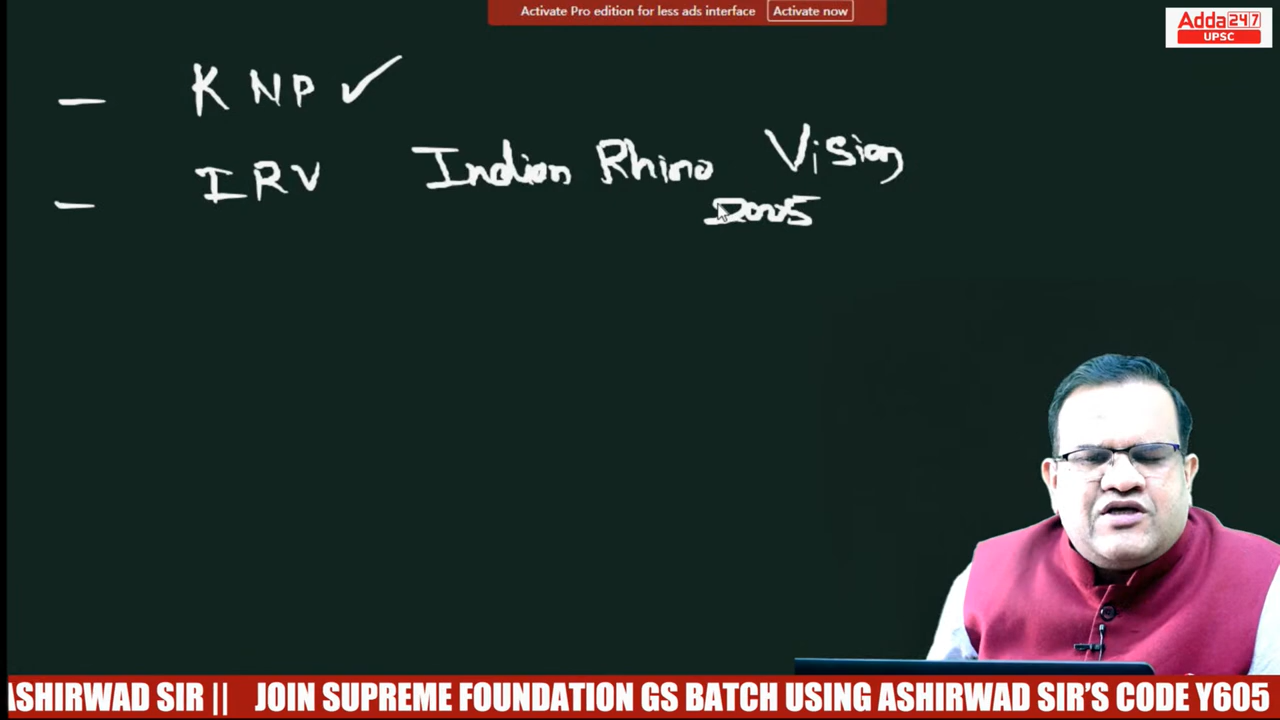 Activate Pro edition for less ads interface Activate now
Adda247
UPSC
- KNP ✓
- IRV Indian Rhino Vision
2005
ASHIRWAD SIR || JOIN SUPREME FOUNDATION GS BATCH USING ASHIRWAD SIR'S CODE Y605